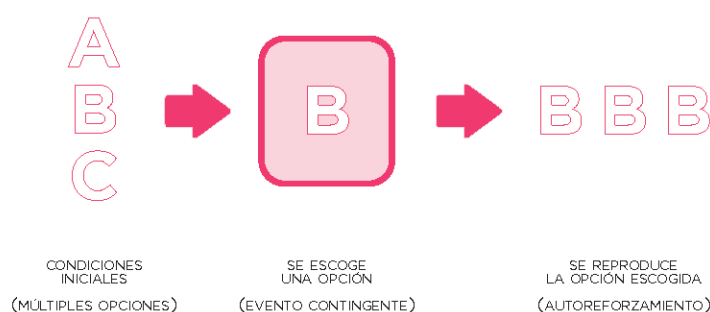 A
B
C
B
B B B
CONDICIONES
INICIALES
(MÚLTIPLES OPCIONES)
SE ESCOGE
UNA OPCIÓN
(EVENTO CONTINGENTE)
SE REPRODUCE
LA OPCIÓN ESCOGIDA
(AUTOREFORZAMIENTO)